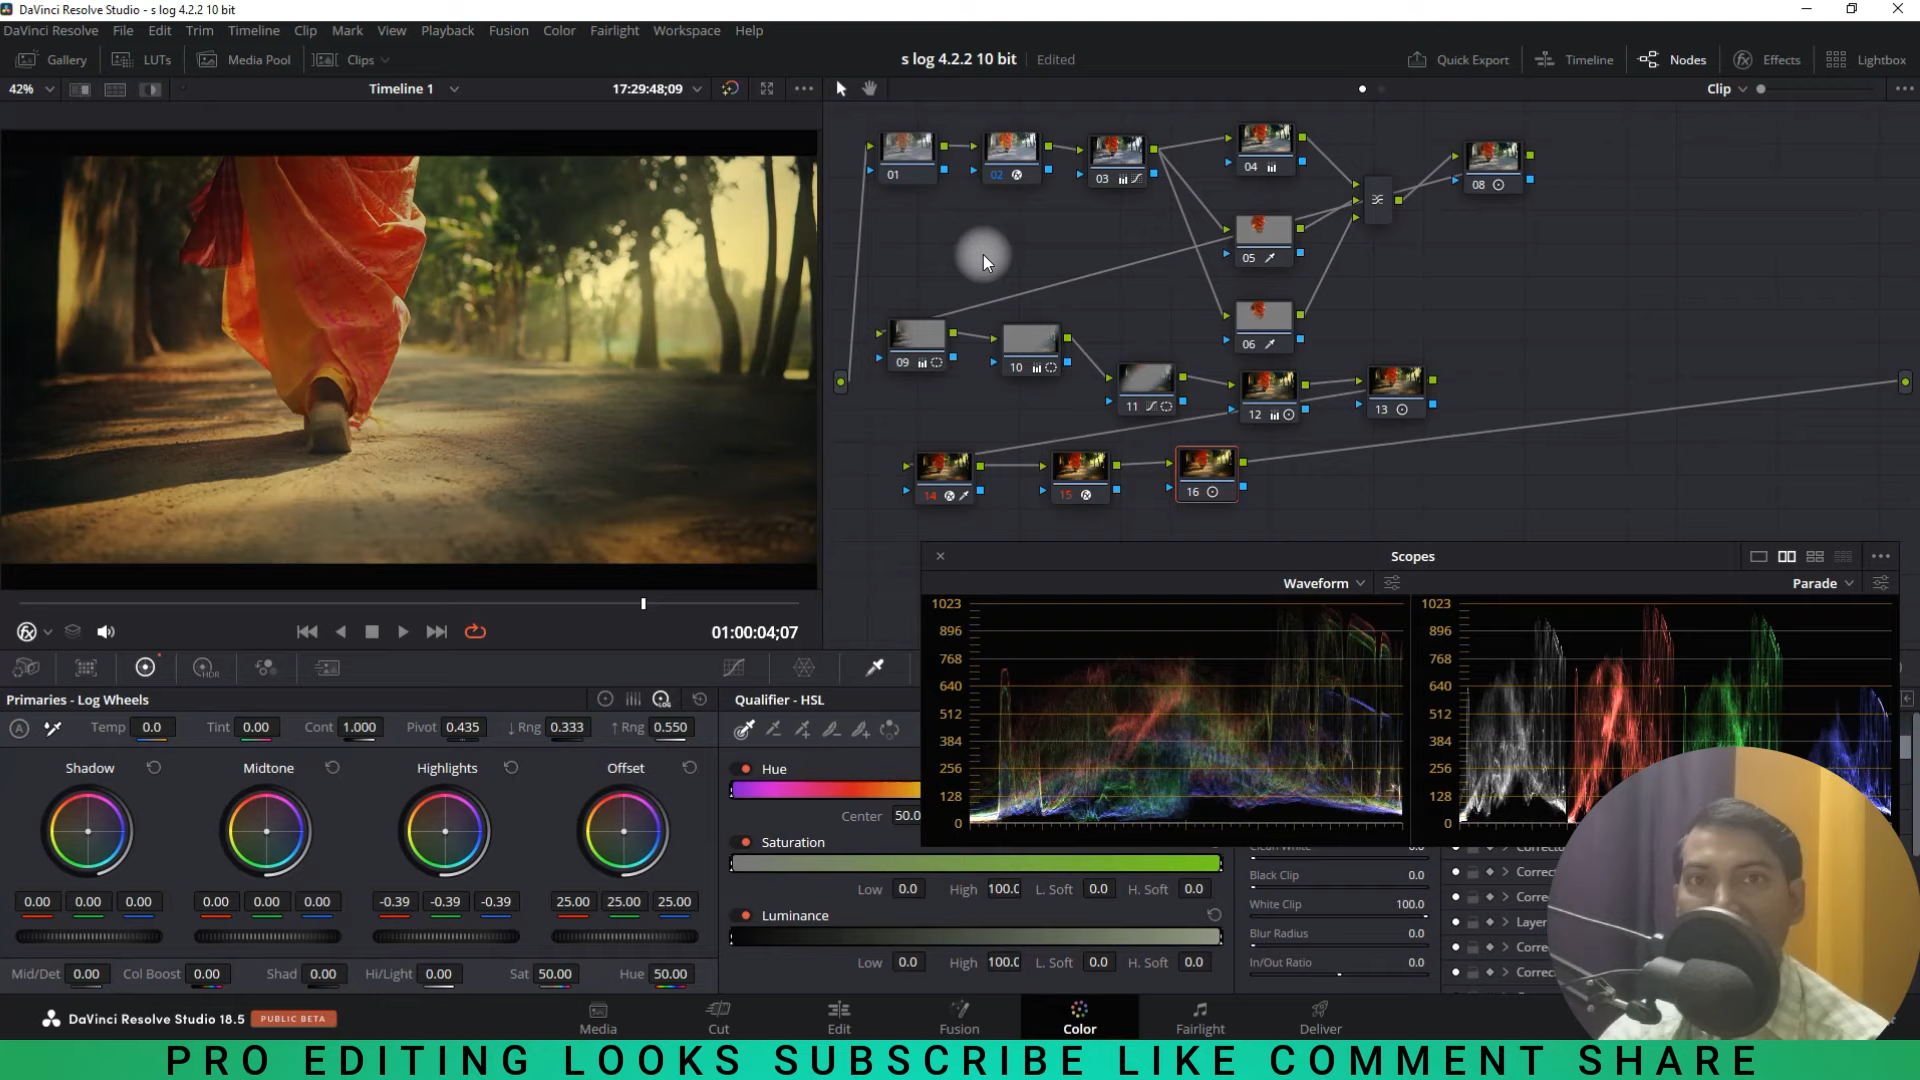 DaVinci Resolve Studio - s log 4.2.2 10 bit
DaVinci Resolve File Edit Trim Timeline Clip Mark View Playback Fusion Color Fairlight Workspace Help
Gallery LUTs Media Pool Clips s log 4.2.2 10 bit Edited Quick Export Timeline Nodes Effects Lightbox
42% Timeline 1 17:29:48;09 Clip
01 02 03 04 08
05
06
09 10 11 12 13
14 15 16
Scopes
Waveform Parade
1023 1023
896 896
768 768
640 640
512 512
384 384
256 256
128 128
0 0
01:00:04;07
HDR
Primaries - Log Wheels LOG Qualifier - HSL
A Temp 0.0 Tint 0.00 Cont 1.000 Pivot 0.435 ↓ Rng 0.333 ↑ Rng 0.550
Shadow Midtone Highlights Offset
0.00 0.00 0.00 0.00 0.00 0.00 -0.39 -0.39 -0.39 25.00 25.00 25.00
Mid/Det 0.00 Col Boost 0.00 Shad 0.00 Hi/Light 0.00 Sat 50.00 Hue 50.00
Hue
Center 50.0
Saturation
Low 0.0 High 100.0 L. Soft 0.0 H. Soft 0.0
Luminance
Low 0.0 High 100.0 L. Soft 0.0 H. Soft 0.0
Clean White 0.0
Black Clip 0.0
White Clip 100.0
Blur Radius 0.0
In/Out Ratio 0.0
Correc
Correc
Layer
Correc
Correc
DaVinci Resolve Studio 18.5 PUBLIC BETA Media Cut Edit Fusion Color Fairlight Deliver
PRO EDITING LOOKS SUBSCRIBE LIKE COMMENT SHARE